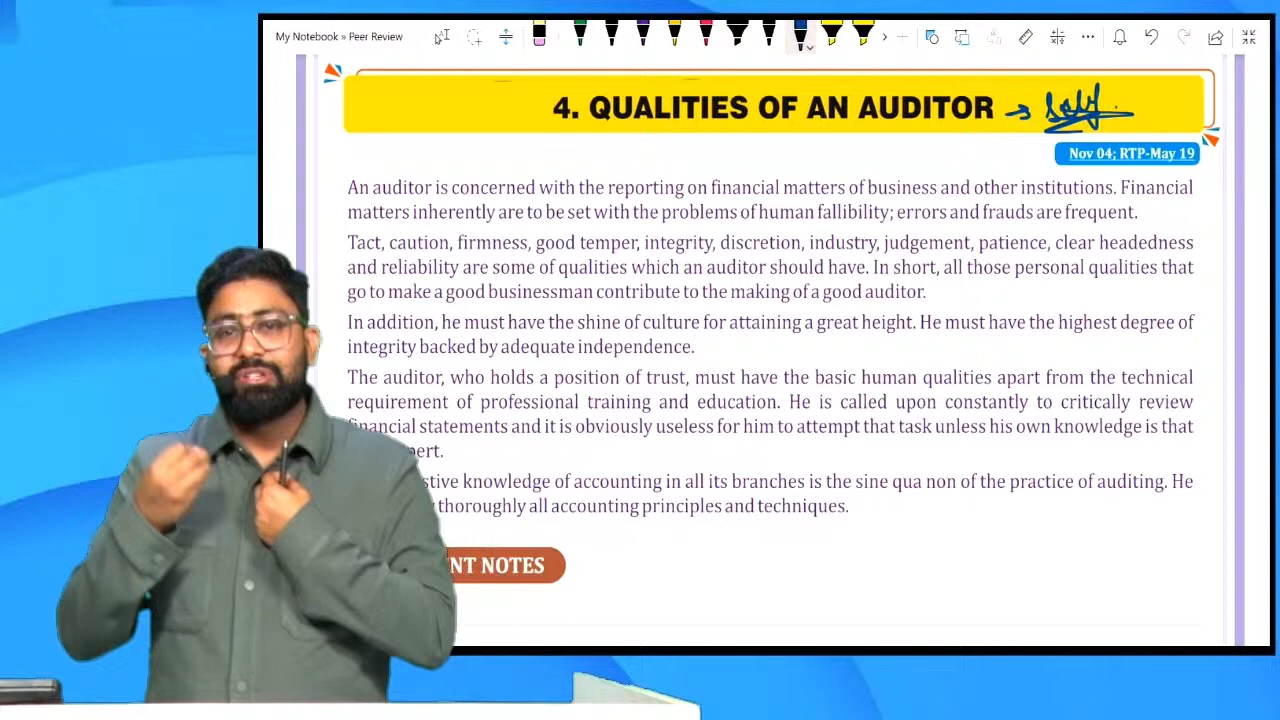 My Notebook » Peer Review
4. QUALITIES OF AN AUDITOR
Nov 04; RTP-May 19
An auditor is concerned with the reporting on financial matters of business and other institutions. Financial
matters inherently are to be set with the problems of human fallibility; errors and frauds are frequent.
Tact, caution, firmness, good temper, integrity, discretion, industry, judgement, patience, clear headedness
and reliability are some of qualities which an auditor should have. In short, all those personal qualities that
go to make a good businessman contribute to the making of a good auditor.
In addition, he must have the shine of culture for attaining a great height. He must have the highest degree of
integrity backed by adequate independence.
The auditor, who holds a position of trust, must have the basic human qualities apart from the technical
requirement of professional training and education. He is called upon constantly to critically review
financial statements and it is obviously useless for him to attempt that task unless his own knowledge is that
knowledge of accounting in all its branches is the sine qua non of the practice of auditing. He
thoroughly all accounting principles and techniques.
NOTES